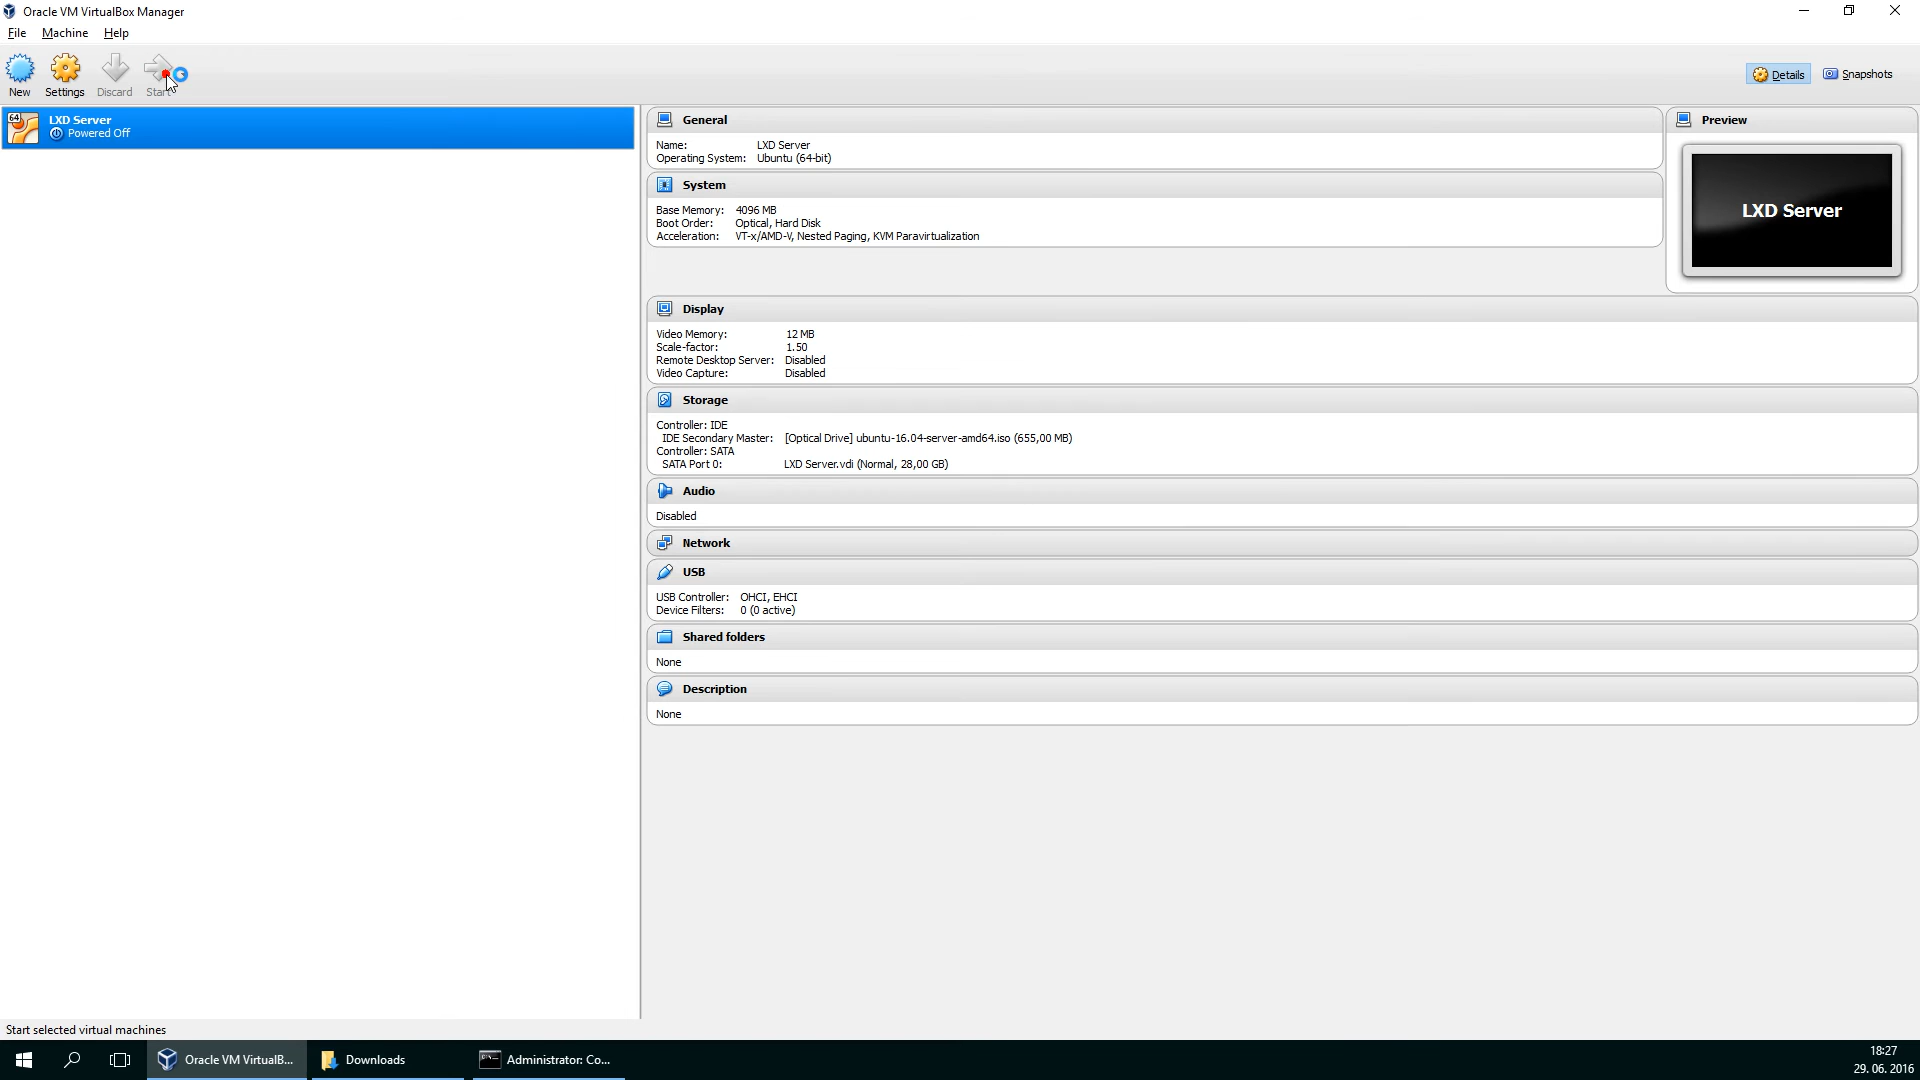 Oracle VM VirtualBox Manager
File Machine Help
New Settings Discard Start
Details Snapshots
64
LXD Server
Powered Off
General
Name: LXD Server
Operating System: Ubuntu (64-bit)
Preview
LXD Server
System
Base Memory: 4096 MB
Boot Order: Optical, Hard Disk
Acceleration: VT-x/AMD-V, Nested Paging, KVM Paravirtualization
Display
Video Memory: 12 MB
Scale-factor: 1.50
Remote Desktop Server: Disabled
Video Capture: Disabled
Storage
Controller: IDE
IDE Secondary Master: [Optical Drive] ubuntu-16.04-server-amd64.iso (655,00 MB)
Controller: SATA
SATA Port 0: LXD Server.vdi (Normal, 28,00 GB)
Audio
Disabled
Network
USB
USB Controller: OHCI, EHCI
Device Filters: 0 (0 active)
Shared folders
None
Description
None
Start selected virtual machines
Oracle VM VirtualB... Downloads Administrator: Co...
18:27
29. 06. 2016